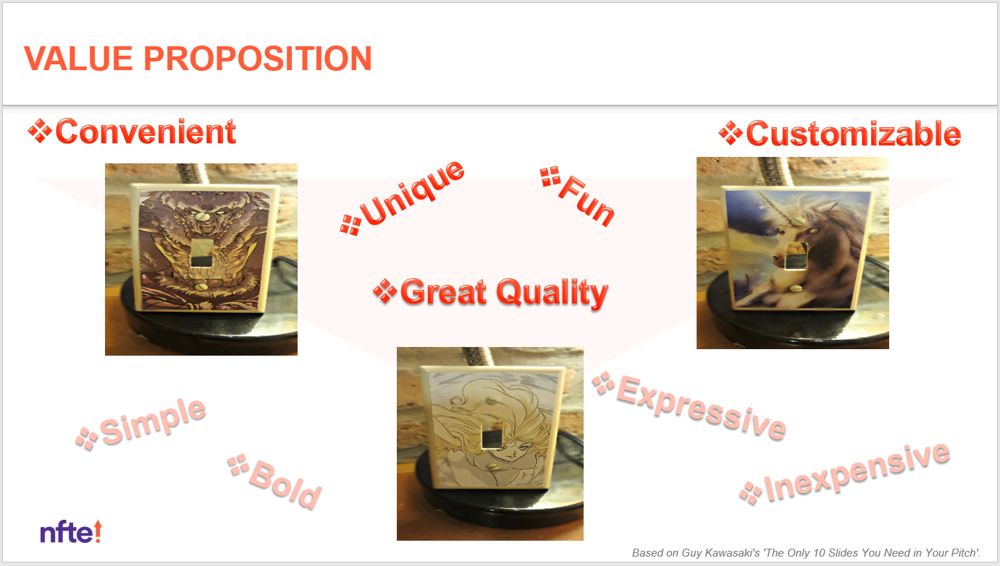 VALUE PROPOSITION
❖Convenient
❖Customizable
❖Unique
❖Fun
❖Great Quality
❖Expressive
❖Simple
❖Inexpensive
❖Bold
nfte!
Based on Guy Kawasaki's 'The Only 10 Slides You Need in Your Pitch'.